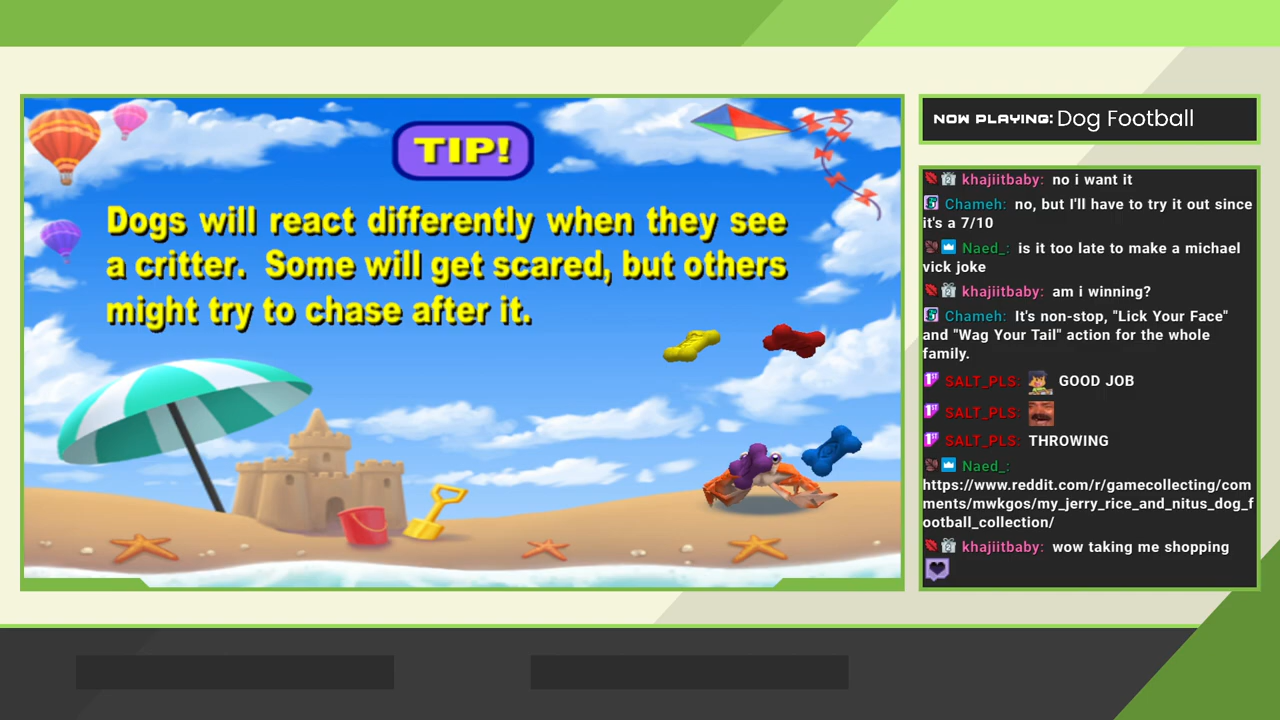 TIP!
Dogs will react differently when they see
a critter. Some will get scared, but others
might try to chase after it.
NOW PLAYING: Dog Football
khajiitbaby: no i want it
Chameh: no, but I'll have to try it out since
it's a 7/10
Naed_: is it too late to make a michael
vick joke
khajiitbaby: am i winning?
Chameh: It's non-stop, "Lick Your Face"
and "Wag Your Tail" action for the whole
family.
SALT_PLS: GOOD JOB
SALT_PLS:
SALT_PLS: THROWING
Naed_:
https://www.reddit.com/r/gamecollecting/com
ments/mwkgos/my_jerry_rice_and_nitus_dog_f
ootball_collection/
khajiitbaby: wow taking me shopping